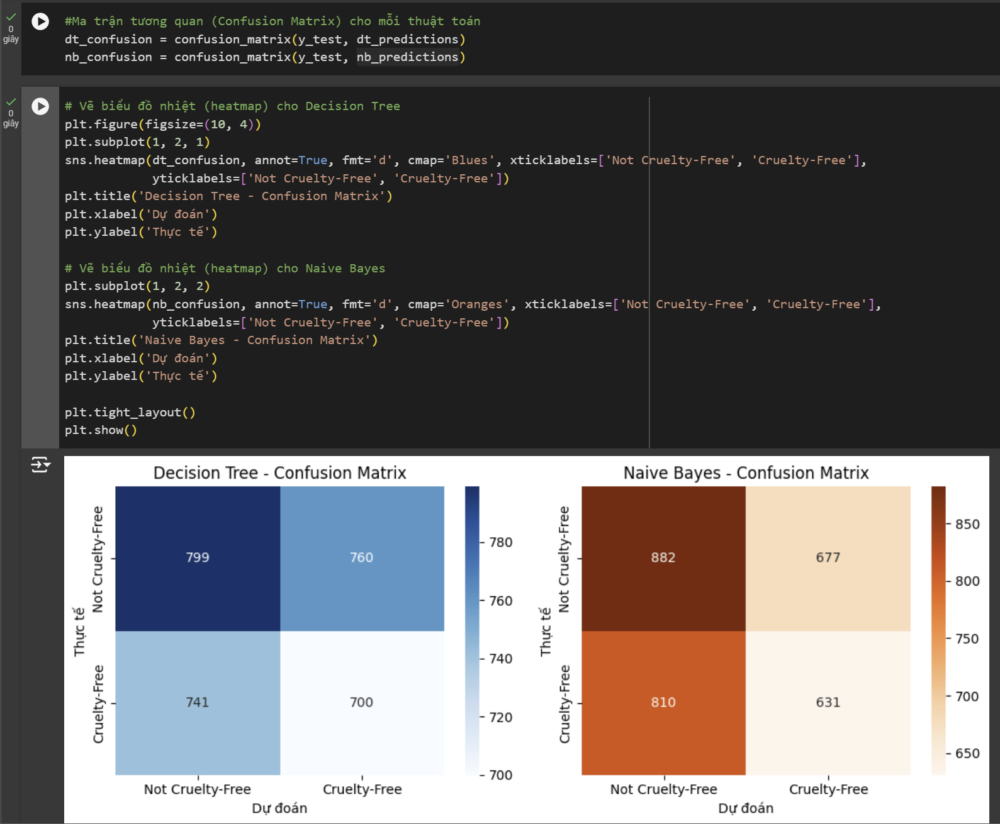 0
giây
#Ma trận tương quan (Confusion Matrix) cho mỗi thuật toán
dt_confusion = confusion_matrix(y_test, dt_predictions)
nb_confusion = confusion_matrix(y_test, nb_predictions)
0
giây
# Vẽ biểu đồ nhiệt (heatmap) cho Decision Tree
plt.figure(figsize=(10, 4))
plt.subplot(1, 2, 1)
sns.heatmap(dt_confusion, annot=True, fmt='d', cmap='Blues', xticklabels=['Not Cruelty-Free', 'Cruelty-Free'],
            yticklabels=['Not Cruelty-Free', 'Cruelty-Free'])
plt.title('Decision Tree - Confusion Matrix')
plt.xlabel('Dự đoán')
plt.ylabel('Thực tế')
# Vẽ biểu đồ nhiệt (heatmap) cho Naive Bayes
plt.subplot(1, 2, 2)
sns.heatmap(nb_confusion, annot=True, fmt='d', cmap='Oranges', xticklabels=['Not Cruelty-Free', 'Cruelty-Free'],
            yticklabels=['Not Cruelty-Free', 'Cruelty-Free'])
plt.title('Naive Bayes - Confusion Matrix')
plt.xlabel('Dự đoán')
plt.ylabel('Thực tế')
plt.tight_layout()
plt.show()
Decision Tree - Confusion Matrix
Thực tế
Not Cruelty-Free
Cruelty-Free
799
760
741
700
780
760
740
720
700
Not Cruelty-Free
Cruelty-Free
Dự đoán
Naive Bayes - Confusion Matrix
Thực tế
Not Cruelty-Free
Cruelty-Free
882
677
810
631
850
800
750
700
650
Not Cruelty-Free
Cruelty-Free
Dự đoán